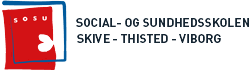 SOSU
SOCIAL- OG SUNDHEDSSKOLEN
SKIVE - THISTED - VIBORG